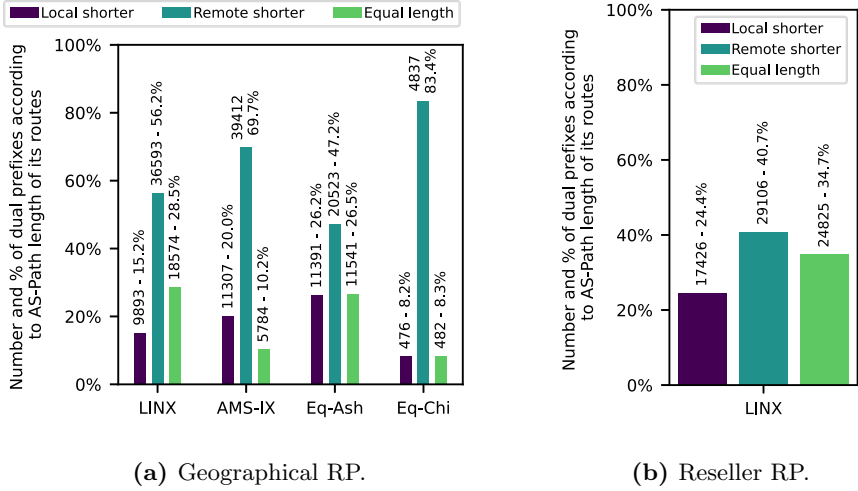 Local shorter Remote shorter Equal length
Number and % of dual prefixes according
to AS-Path length of its routes
100%
80%
60%
40%
20%
0%
9893 - 15.2%
36593 - 56.2%
18574 - 28.5%
11307 - 20.0%
39412
69.7%
5784 - 10.2%
11391 - 26.2%
20523 - 47.2%
11541 - 26.5%
476 - 8.2%
4837
83.4%
482 - 8.3%
LINX AMS-IX Eq-Ash Eq-Chi
(a) Geographical RP.
Number and % of dual prefixes according
to AS-Path length of its routes
100%
80%
60%
40%
20%
0%
Local shorter
Remote shorter
Equal length
17426 - 24.4%
29106 - 40.7%
24825 - 34.7%
LINX
(b) Reseller RP.